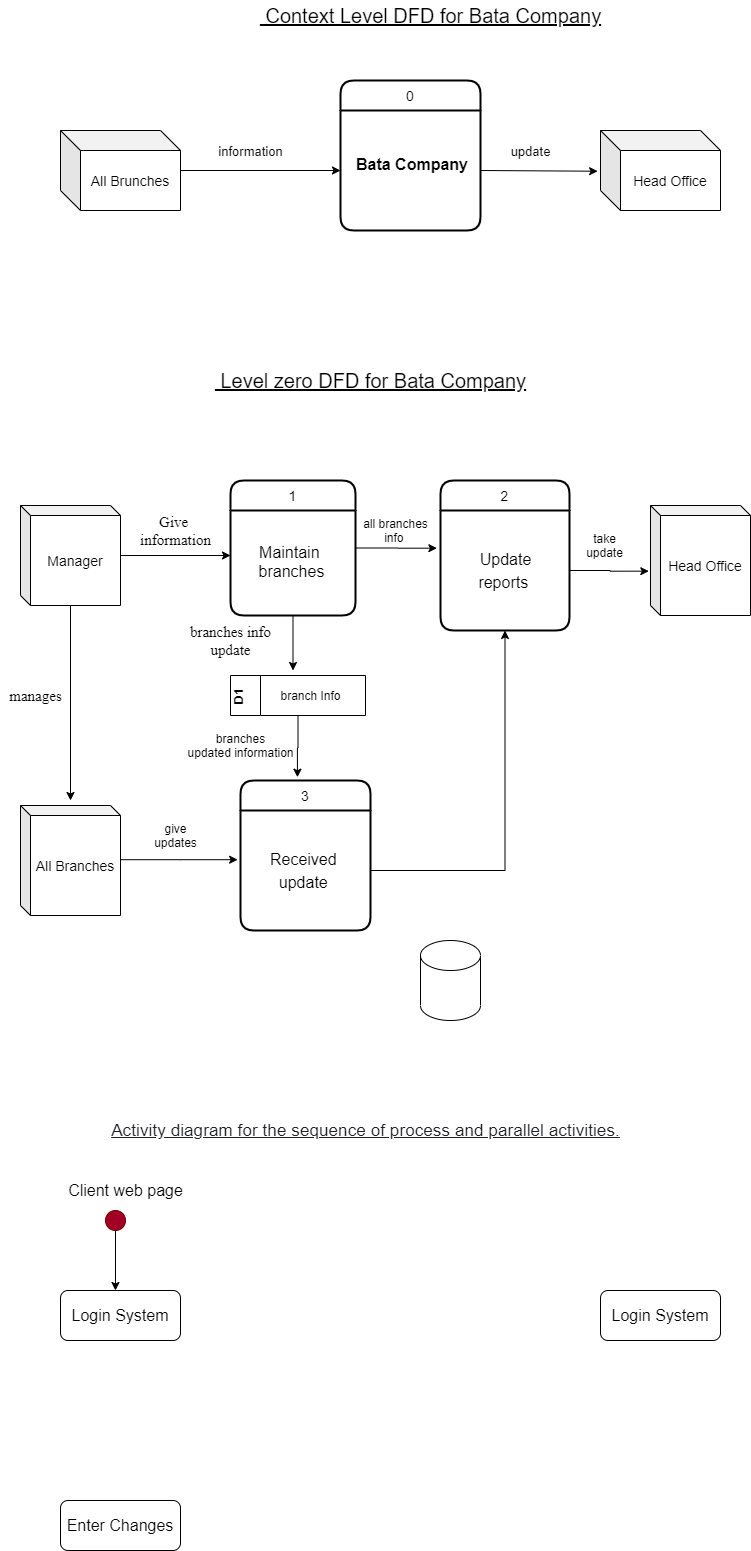 Context Level DFD for Bata Company
0
information
update
Bata Company
All Brunches
Head Office
Level zero DFD for Bata Company
1
2
Give
information
all branches
info
take
update
Manager
Maintain
branches
Update
reports
Head Office
branches info
update
manages
D1
branch Info
branches
updated information
3
give
updates
All Branches
Received
update
Activity diagram for the sequence of process and parallel activities.
Client web page
Login System
Login System
Enter Changes